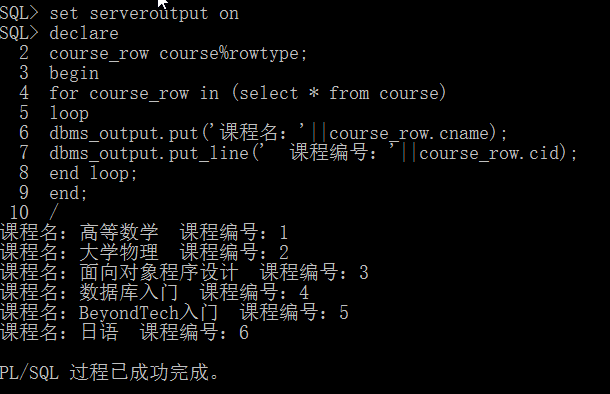 SQL> set serveroutput on
SQL> declare
  2  course_row course%rowtype;
  3  begin
  4  for course_row in (select * from course)
  5  loop
  6  dbms_output.put('课程名：'||course_row.cname);
  7  dbms_output.put_line('  课程编号：'||course_row.cid);
  8  end loop;
  9  end;
 10  /
课程名：高等数学  课程编号：1
课程名：大学物理  课程编号：2
课程名：面向对象程序设计  课程编号：3
课程名：数据库入门  课程编号：4
课程名：BeyondTech入门  课程编号：5
课程名：日语  课程编号：6
PL/SQL 过程已成功完成。